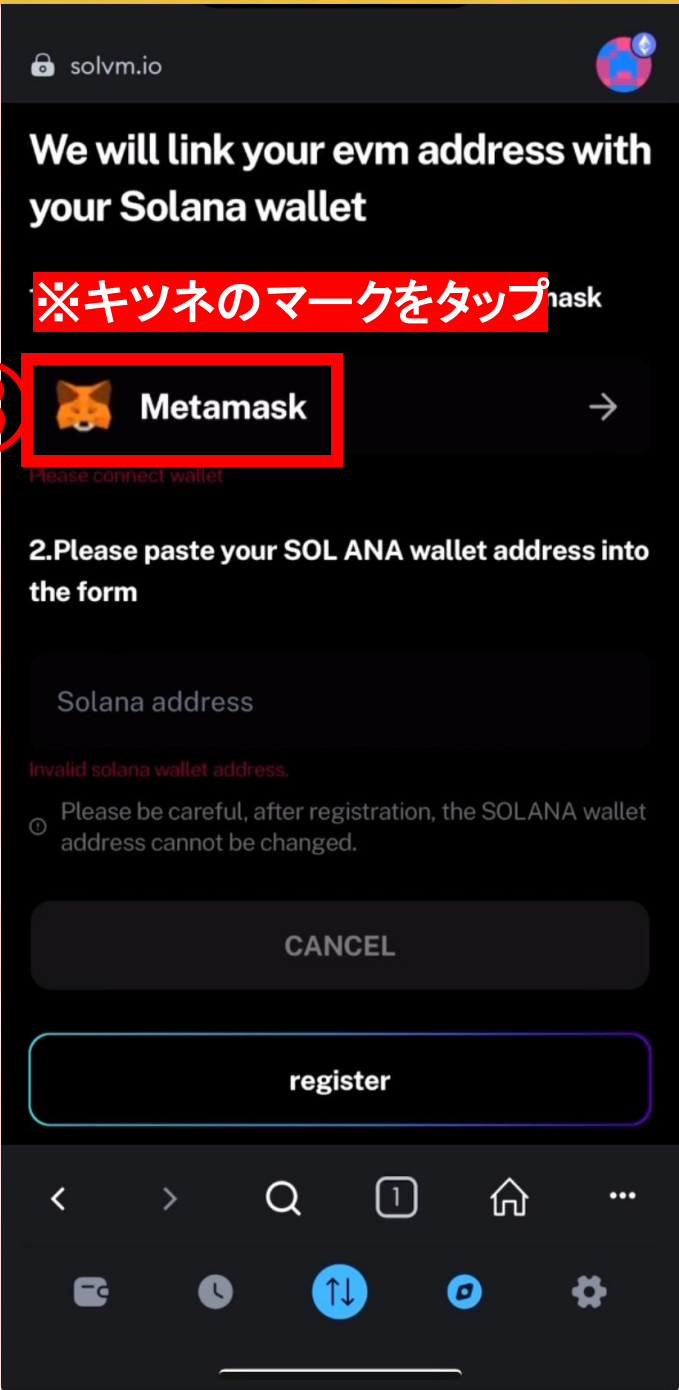 solvm.io
We will link your evm address with
your Solana wallet
※キツネのマークをタップ
Metamask
Please connect wallet
2.Please paste your SOL ANA wallet address into
the form
Solana address
Invalid solana wallet address.
Please be careful, after registration, the SOLANA wallet
address cannot be changed.
CANCEL
register
1